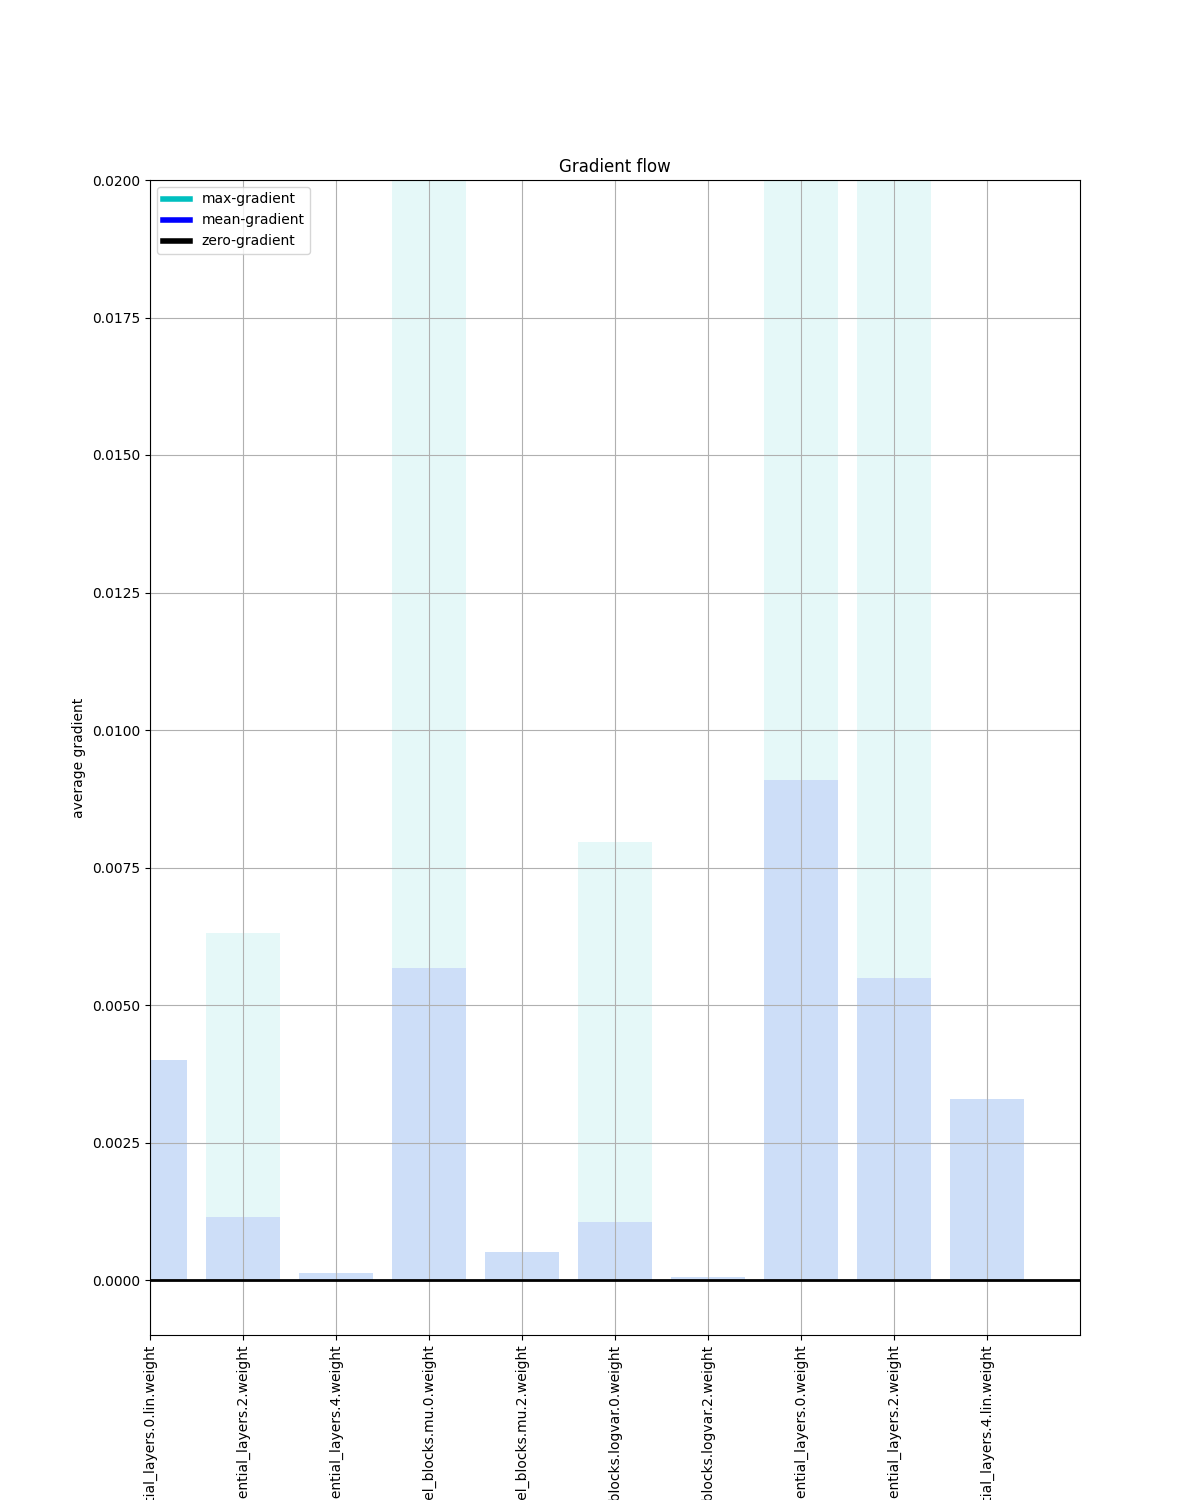 Gradient flow
max-gradient
mean-gradient
zero-gradient
0.0200
0.0175
0.0150
0.0125
0.0100
0.0075
0.0050
0.0025
0.0000
average gradient
tial_layers.0.lin.weight
ential_layers.2.weight
ential_layers.4.weight
el_blocks.mu.0.weight
el_blocks.mu.2.weight
blocks.logvar.0.weight
blocks.logvar.2.weight
ential_layers.0.weight
ential_layers.2.weight
tial_layers.4.lin.weight